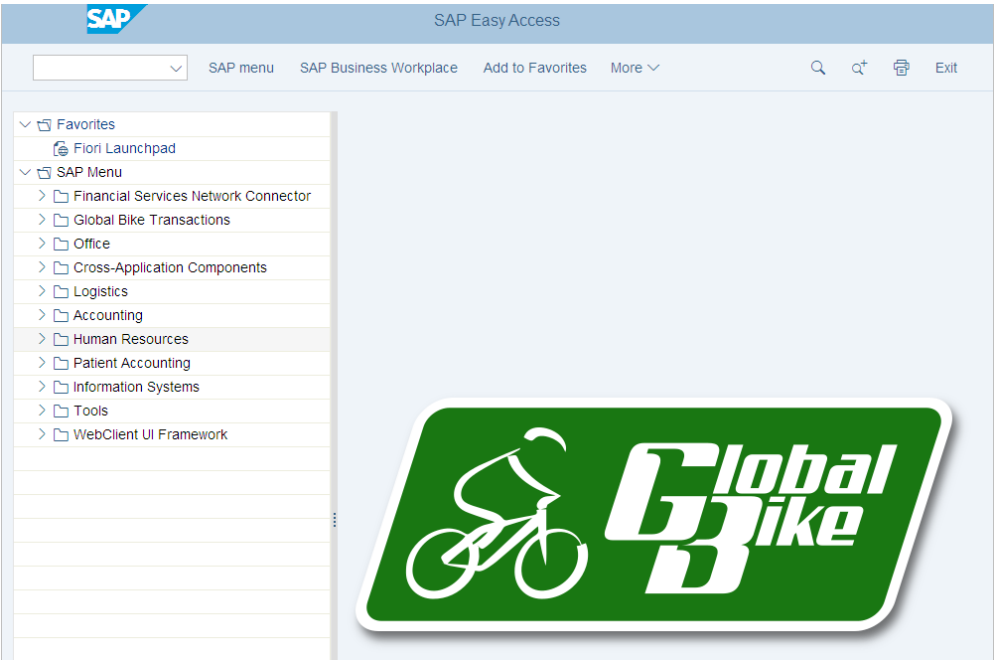 SAP
SAP Easy Access
SAP menu SAP Business Workplace Add to Favorites More Exit
Favorites
Fiori Launchpad
SAP Menu
Financial Services Network Connector
Global Bike Transactions
Office
Cross-Application Components
Logistics
Accounting
Human Resources
Patient Accounting
Information Systems
Tools
WebClient UI Framework
Global
Bike